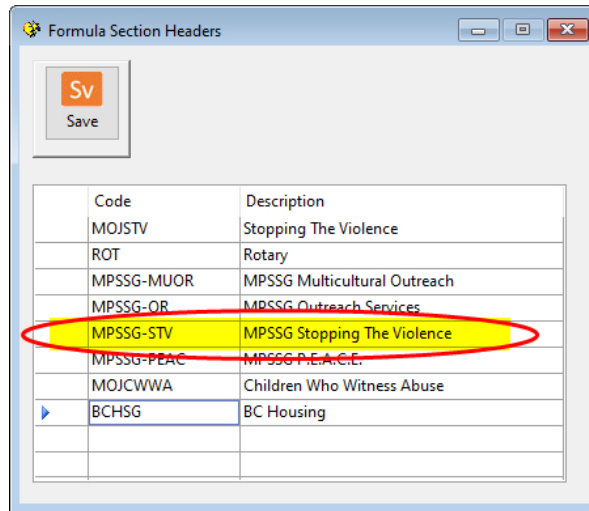 Formula Section Headers
Sv
Save
Code Description
MOJSTV Stopping The Violence
ROT Rotary
MPSSG-MUOR MPSSG Multicultural Outreach
MPSSG-OR MPSSG Outreach Services
MPSSG-STV MPSSG Stopping The Violence
MPSSG-PEAC MPSSG P.E.A.C.E.
MOJCWWA Children Who Witness Abuse
BCHSG BC Housing